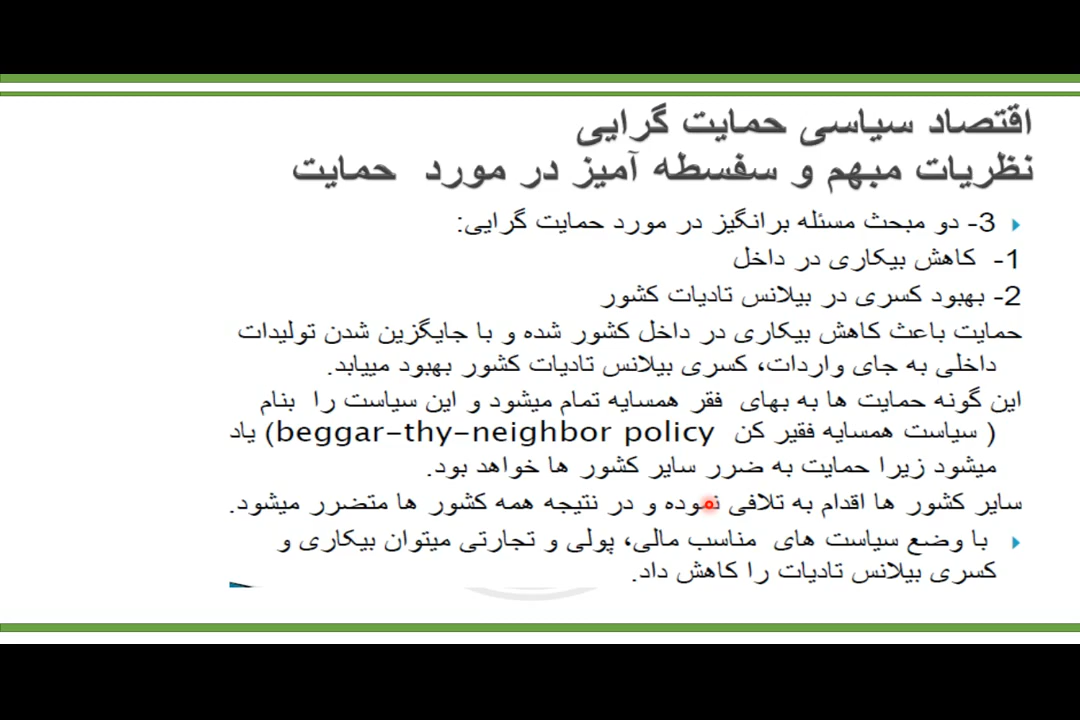 اقتصاد سیاسی حمایت گرایی
نظریات مبهم و سفسطه آمیز در مورد حمایت
3- دو مبحث مسئله برانگیز در مورد حمایت گرایی:
1- کاهش بیکاری در داخل
2- بهبود کسری در بیلانس تادیات کشور
حمایت باعث کاهش بیکاری در داخل کشور شده و با جایگزین شدن تولیدات
داخلی به جای واردات، کسری بیلانس تادیات کشور بهبود مییابد.
این گونه حمایت ها به بهای فقر همسایه تمام میشود و این سیاست را بنام
( سیاست همسایه فقیر کن beggar-thy-neighbor policy) یاد
میشود زیرا حمایت به ضرر سایر کشور ها خواهد بود.
سایر کشور ها اقدام به تلافی نموده و در نتیجه همه کشور ها متضرر میشود.
با وضع سیاست های مناسب مالی، پولی و تجارتی میتوان بیکاری و
کسری بیلانس تادیات را کاهش داد.